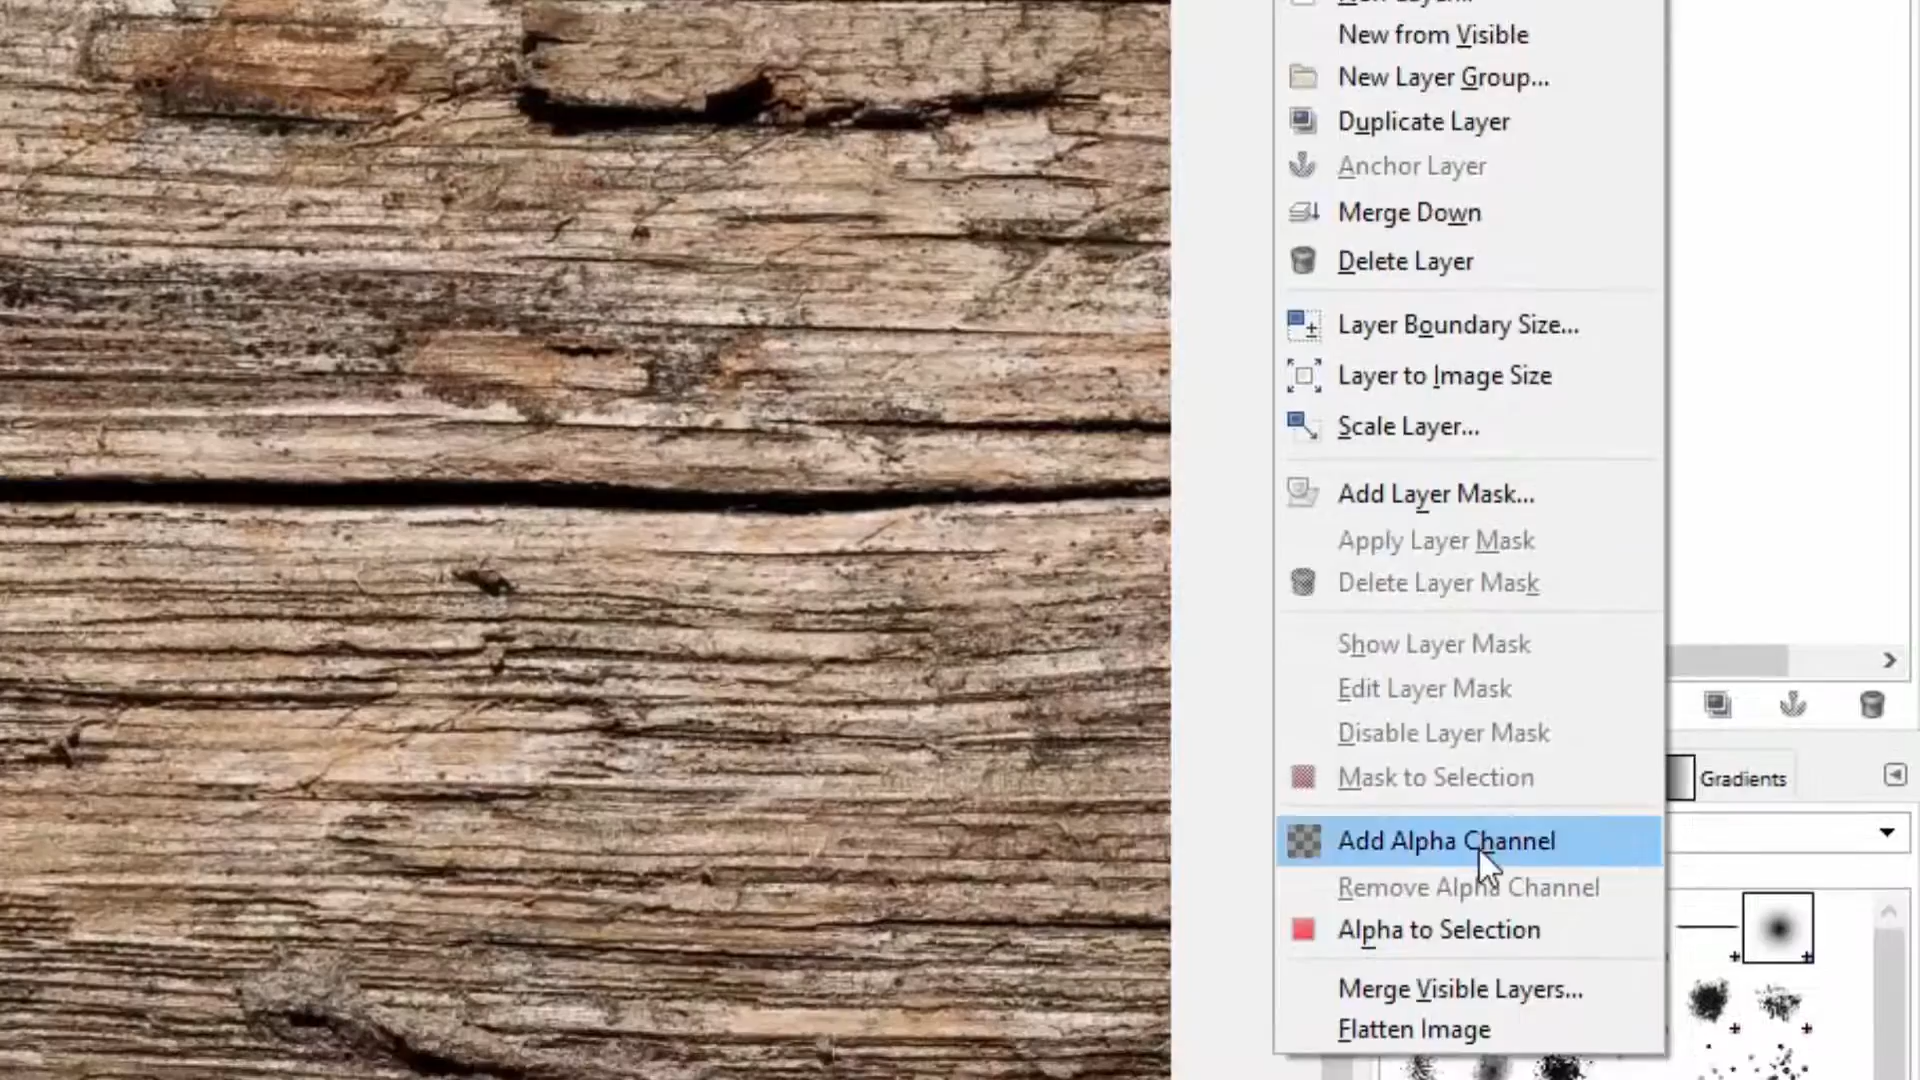 New from Visible
New Layer Group...
Duplicate Layer
Anchor Layer
Merge Down
Delete Layer
Layer Boundary Size...
Layer to Image Size
Scale Layer...
Add Layer Mask...
Apply Layer Mask
Delete Layer Mask
Show Layer Mask
Edit Layer Mask
Disable Layer Mask
Mask to Selection
Gradients
Add Alpha Channel
Remove Alpha Channel
Alpha to Selection
Merge Visible Layers...
Flatten Image